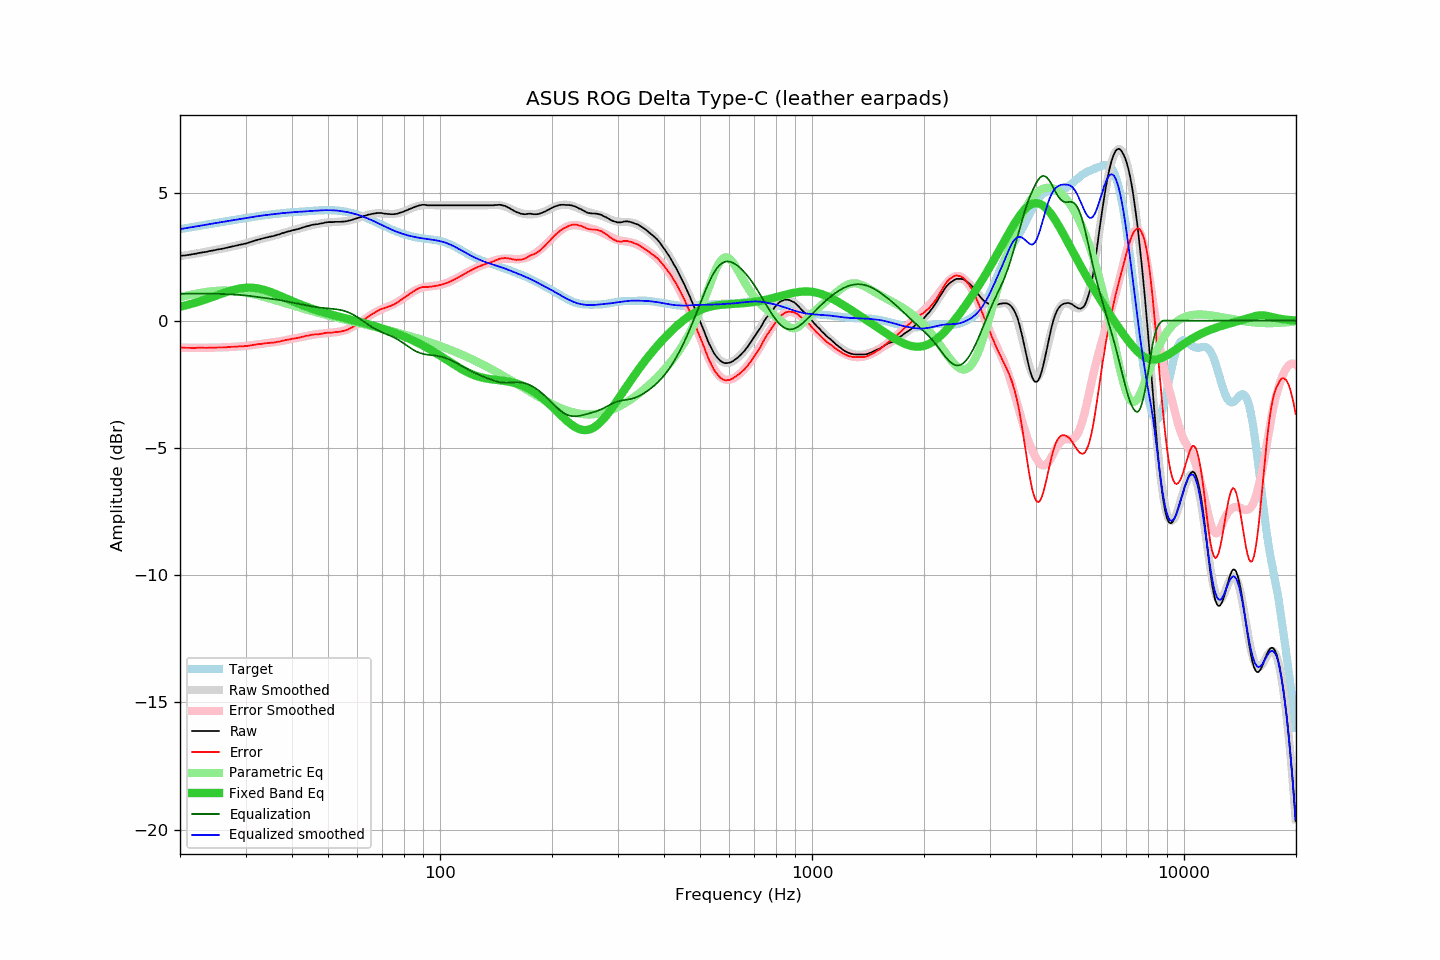 ASUS ROG Delta Type-C (leather earpads)
Amplitude (dBr)
5
0
−5
−10
−15
−20
Target
Raw Smoothed
Error Smoothed
Raw
Error
Parametric Eq
Fixed Band Eq
Equalization
Equalized smoothed
100
1000
10000
Frequency (Hz)